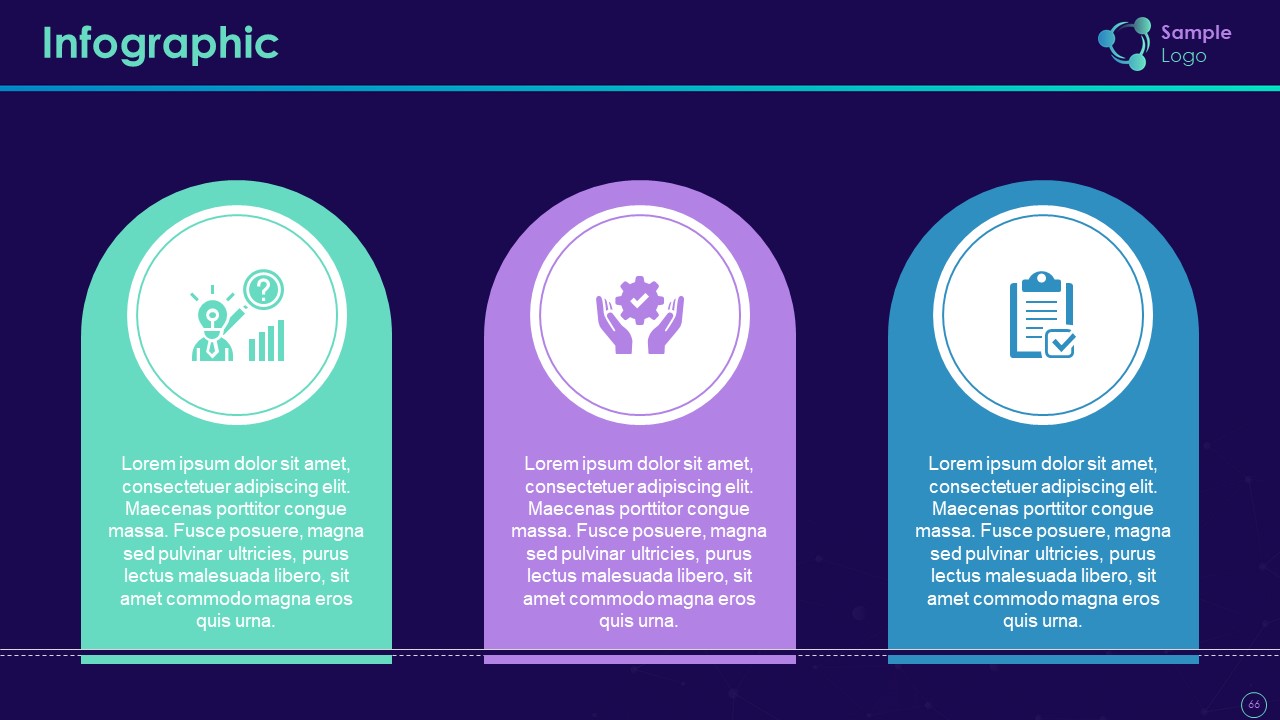 Infographic
Sample
Logo
?
Lorem ipsum dolor sit amet,
consectetuer adipiscing elit.
Maecenas porttitor congue
massa. Fusce posuere, magna
sed pulvinar ultricies, purus
lectus malesuada libero, sit
amet commodo magna eros
quis urna.
Lorem ipsum dolor sit amet,
consectetuer adipiscing elit.
Maecenas porttitor congue
massa. Fusce posuere, magna
sed pulvinar ultricies, purus
lectus malesuada libero, sit
amet commodo magna eros
quis urna.
Lorem ipsum dolor sit amet,
consectetuer adipiscing elit.
Maecenas porttitor congue
massa. Fusce posuere, magna
sed pulvinar ultricies, purus
lectus malesuada libero, sit
amet commodo magna eros
quis urna.
66